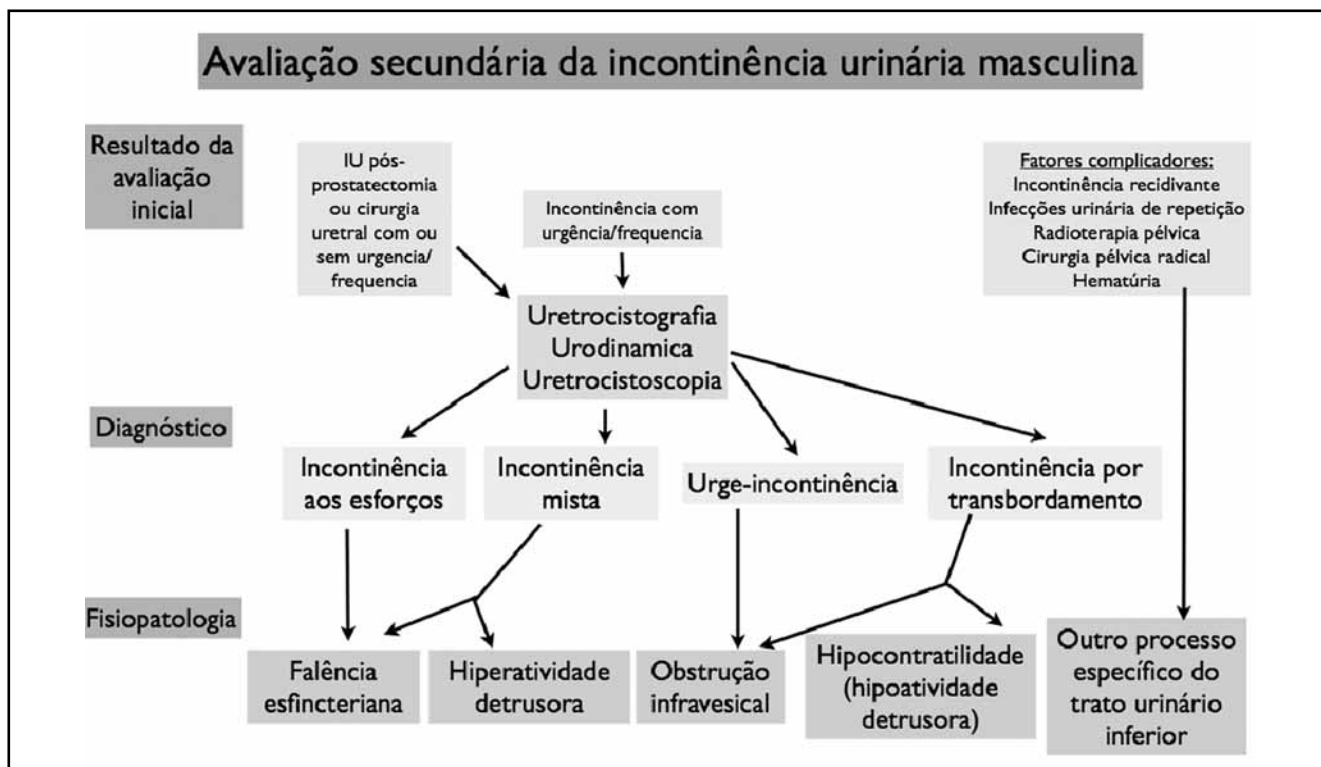 Avaliação secundária da incontinência urinária masculina
Resultado da
avaliação
inicial
IU pós-
prostatectomia
ou cirurgia
uretral com ou
sem urgencia/
frequencia
Incontinência com
urgência/frequencia
Fatores complicadores:
Incontinência recidivante
Infecções urinária de repetição
Radioterapia pélvica
Cirurgia pélvica radical
Hematúria
Uretrocistografia
Urodinamica
Uretrocistoscopia
Diagnóstico
Incontinência
aos esforços
Incontinência
mista
Urge-incontinência
Incontinência por
transbordamento
Fisiopatologia
Falência
esfincteriana
Hiperatividade
detrusora
Obstrução
infravesical
Hipocontratilidade
(hipoatividade
detrusora)
Outro processo
específico do
trato urinário
inferior